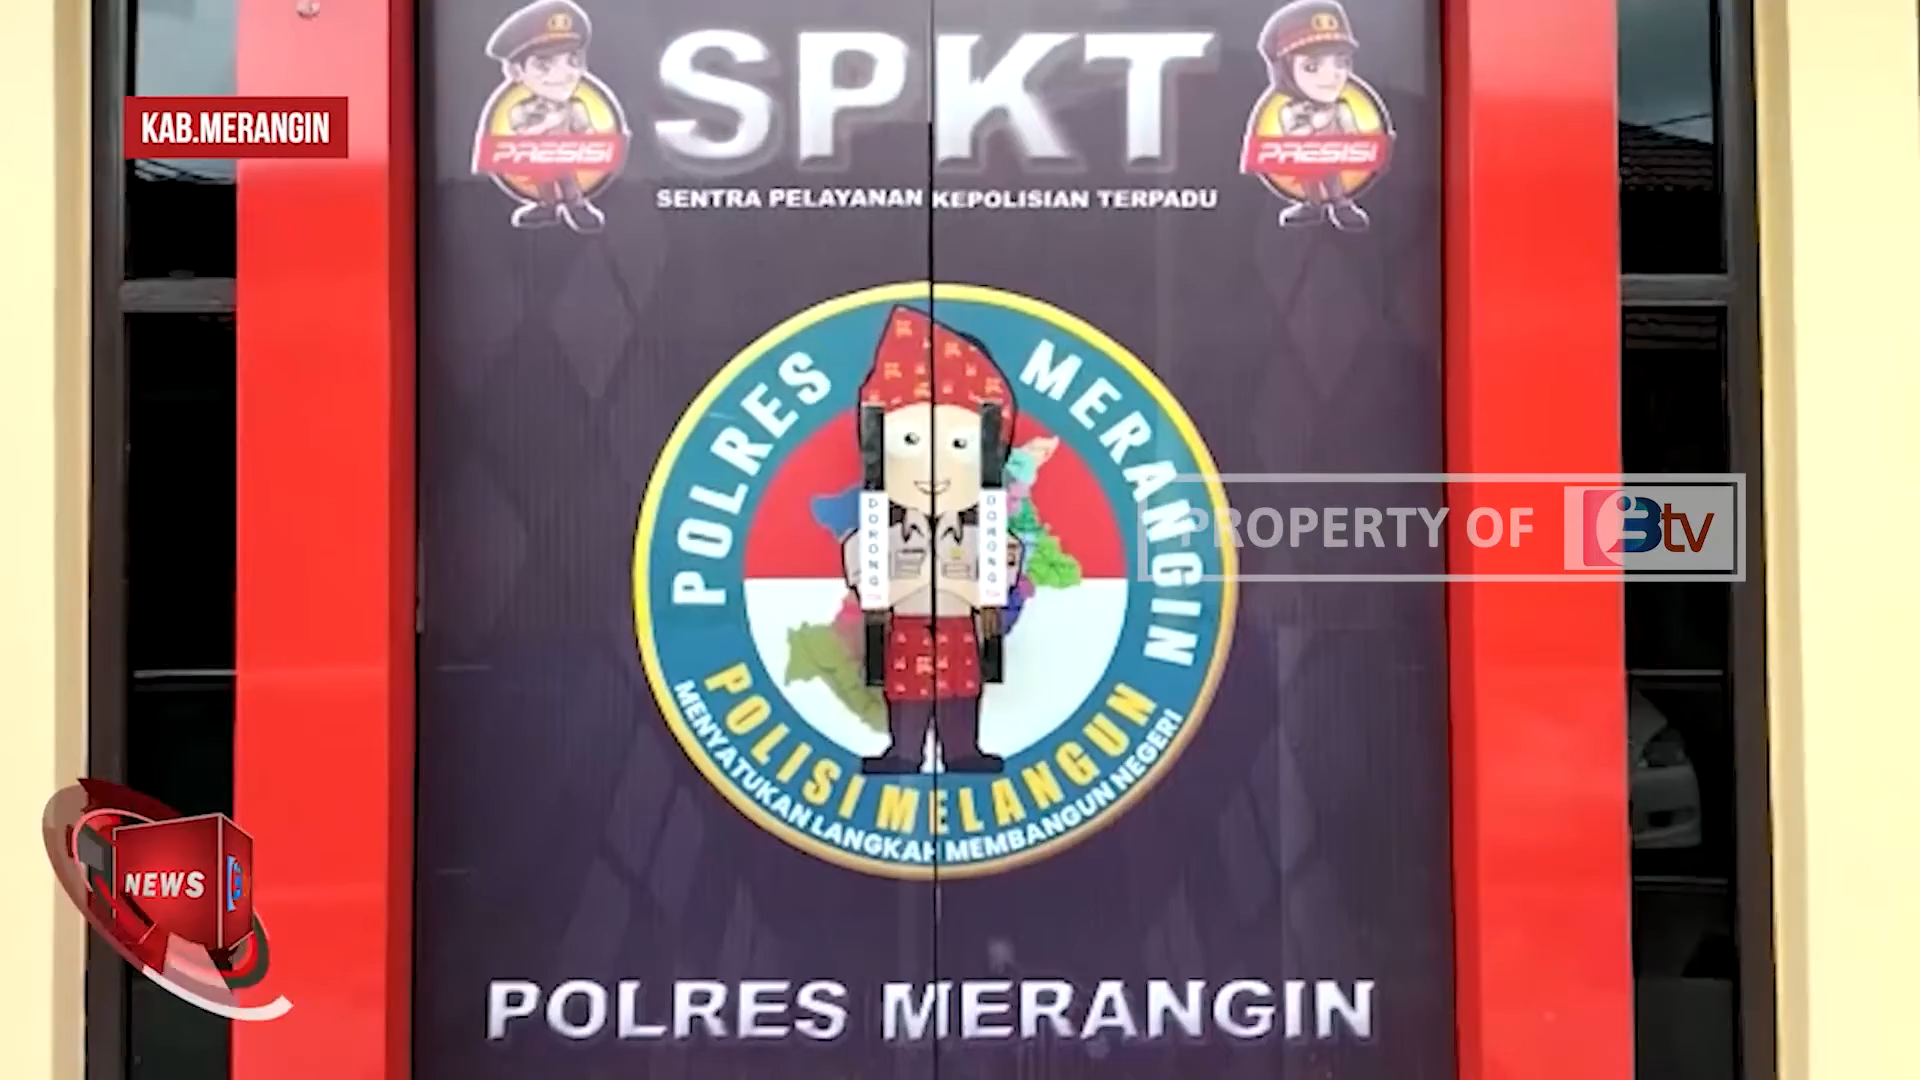 KAB.MERANGIN
SPKT
PRESISI
PRESISI
SENTRA PELAYANAN KEPOLISIAN TERPADU
POLRES MERANGIN
DORONG
DORONG
POLISI MELANGUN
MENYATUKAN LANGKAH MEMBANGUN NEGERI
PROPERTY OF Btv
NEWS
POLRES MERANGIN